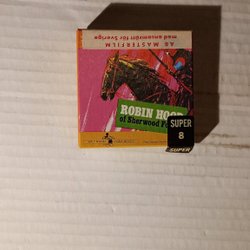 AB MASTERFILM
med ensamrätt för Sverige
ROBIN HOOD
of Sherwood
SUPER
8
SUPER